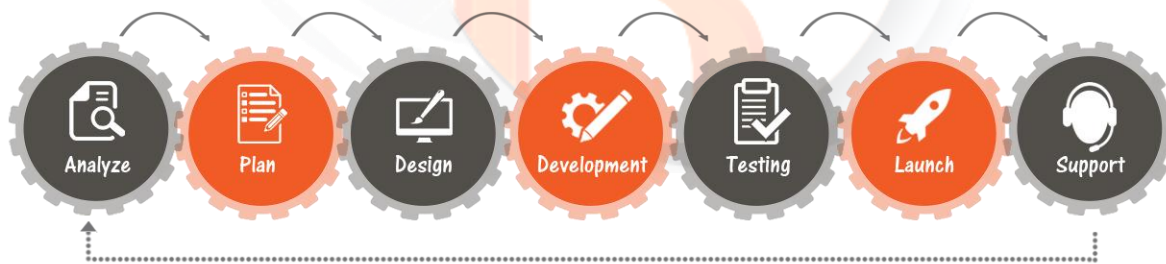 Analyze
Plan
Design
Development
Testing
Launch
Support